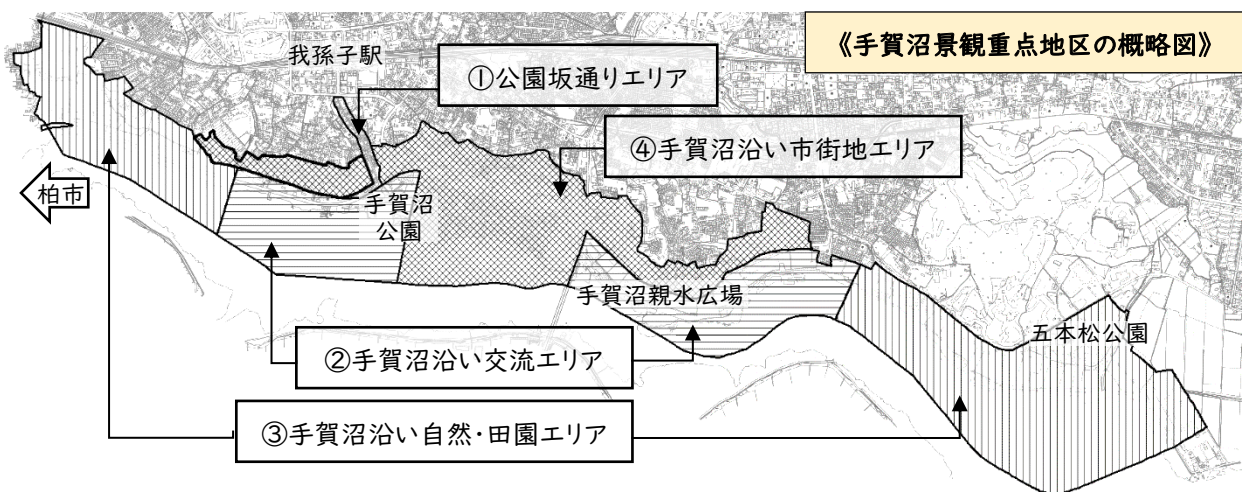 《手賀沼景観重点地区の概略図》
我孫子駅
①公園坂通りエリア
④手賀沼沿い市街地エリア
柏市
手賀沼
公園
手賀沼親水広場
五本松公園
②手賀沼沿い交流エリア
③手賀沼沿い自然・田園エリア